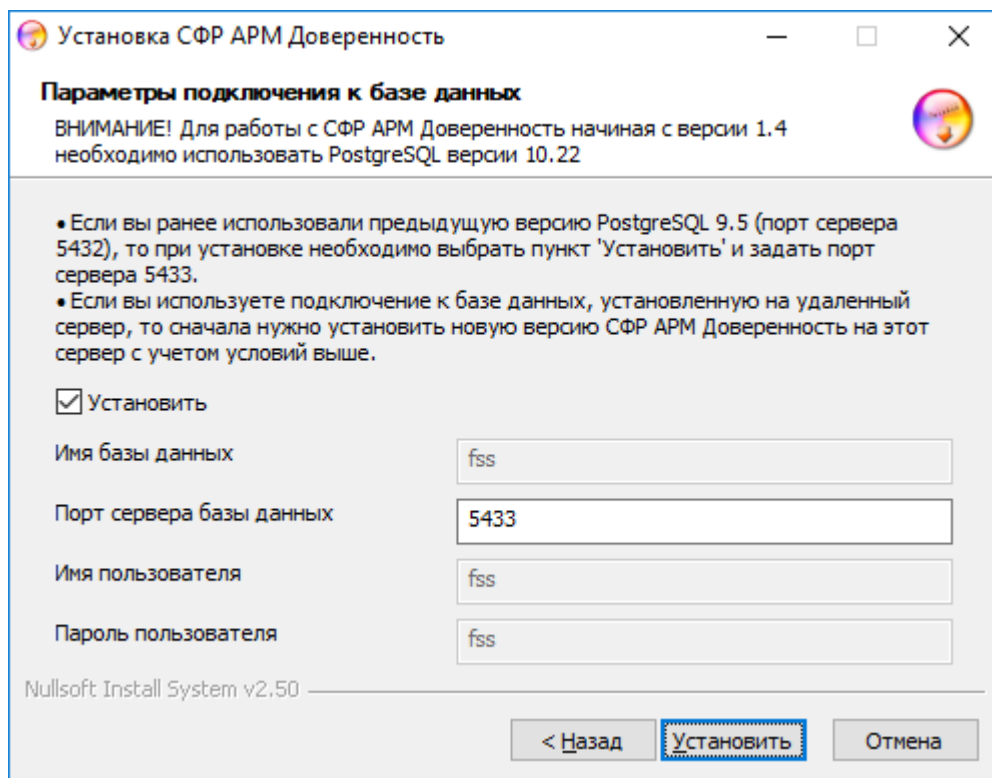 Установка СФР АРМ Доверенность
Параметры подключения к базе данных
ВНИМАНИЕ! Для работы с СФР АРМ Доверенность начиная с версии 1.4
необходимо использовать PostgreSQL версии 10.22
• Если вы ранее использовали предыдущую версию PostgreSQL 9.5 (порт сервера
5432), то при установке необходимо выбрать пункт 'Установить' и задать порт
сервера 5433.
• Если вы используете подключение к базе данных, установленную на удаленный
сервер, то сначала нужно установить новую версию СФР АРМ Доверенность на этот
сервер с учетом условий выше.
Установить
Имя базы данных
fss
Порт сервера базы данных
5433
Имя пользователя
fss
Пароль пользователя
fss
Nullsoft Install System v2.50
< Назад
Установить
Отмена